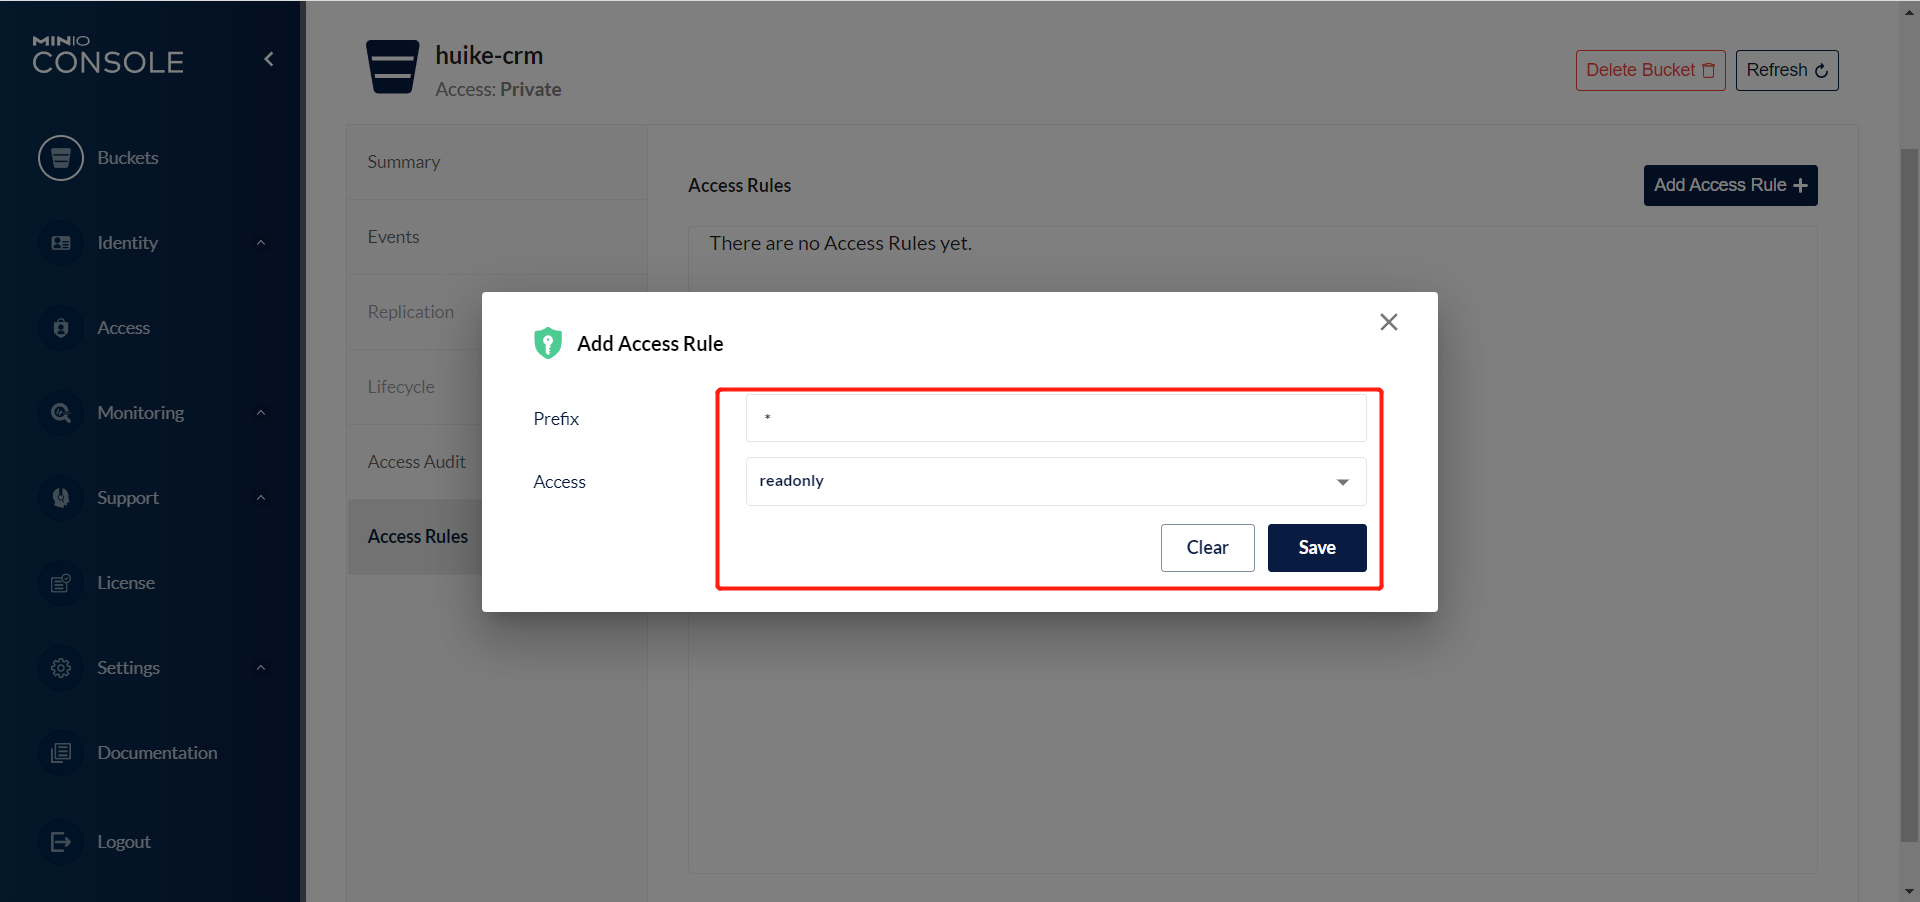 MINIO
CONSOLE
Buckets
Identity
Access
Monitoring
Support
License
Settings
Documentation
Logout
huike-crm
Access: Private
Delete Bucket
Refresh
Summary
Events
Replication
Lifecycle
Access Audit
Access Rules
Access Rules
Add Access Rule +
There are no Access Rules yet.
Add Access Rule
Prefix
*
Access
readonly
Clear
Save